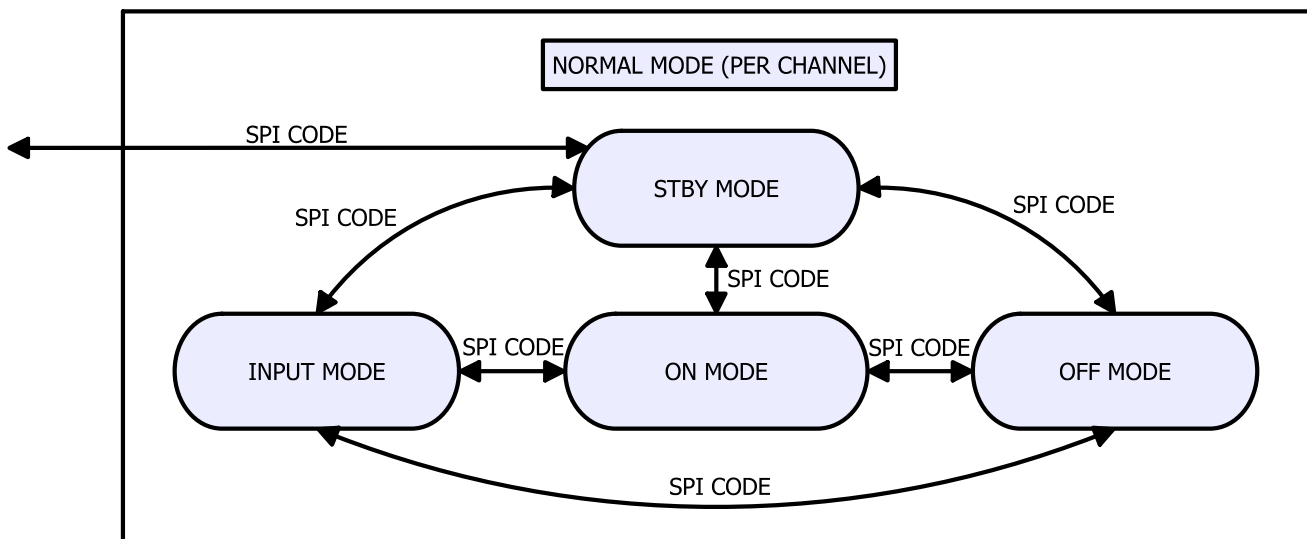 NORMAL MODE (PER CHANNEL)
SPI CODE
STBY MODE
SPI CODE
SPI CODE
SPI CODE
INPUT MODE
SPI CODE
ON MODE
SPI CODE
OFF MODE
SPI CODE